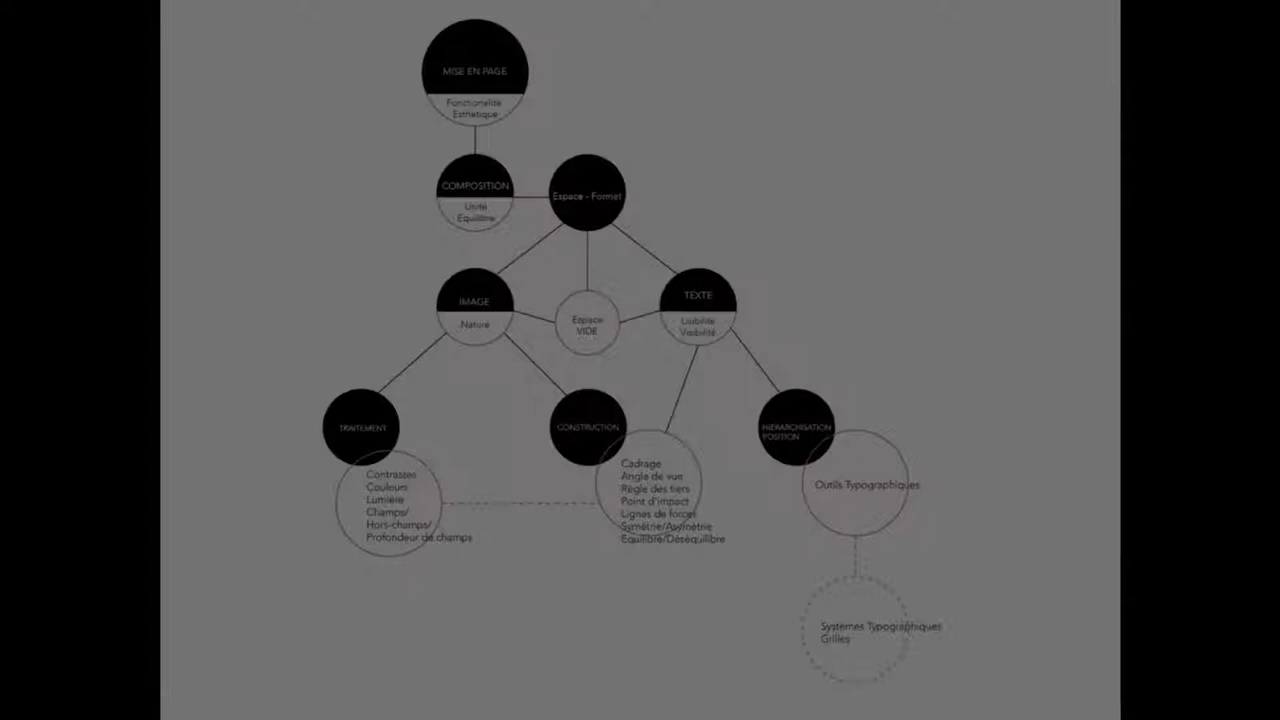 MISE EN PAGE
Fonctionalité
Esthétique
COMPOSITION
Unité
Equilibre
Espace - Format
IMAGE
Nature
Espace
VIDE
TEXTE
Lisibilité
Visibilité
TRAITEMENT
Contrastes
Couleurs
Lumière
Champs/
Hors-champs/
Profondeur de champs
CONSTRUCTION
Cadrage
Angle de vue
Règle des tiers
Point d'impact
Lignes de forces
Symétrie/Asymétrie
Equilibre/Déséquilibre
HIERARCHISATION
POSITION
Outils Typographiques
Systèmes Typographiques
Grilles